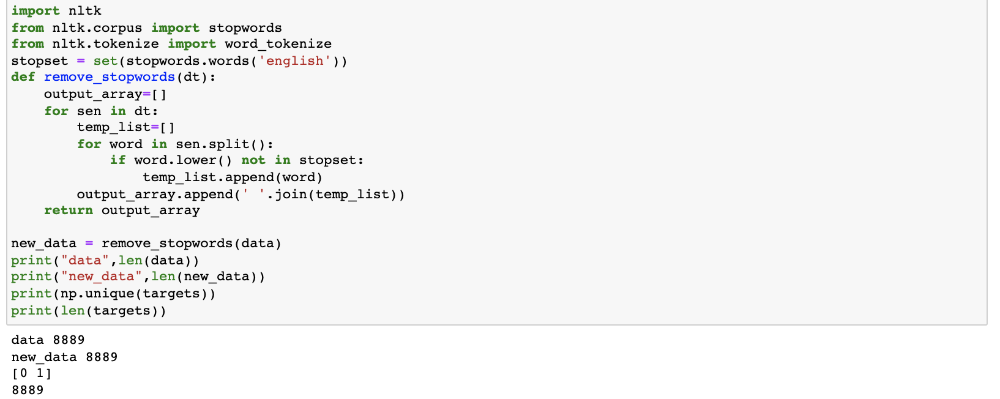 import nltk
from nltk.corpus import stopwords
from nltk.tokenize import word_tokenize
stopset = set(stopwords.words('english'))
def remove_stopwords(dt):
    output_array=[]
    for sen in dt:
        temp_list=[]
        for word in sen.split():
            if word.lower() not in stopset:
                temp_list.append(word)
        output_array.append(' '.join(temp_list))
    return output_array

new_data = remove_stopwords(data)
print("data",len(data))
print("new_data",len(new_data))
print(np.unique(targets))
print(len(targets))
data 8889
new_data 8889
[0 1]
8889